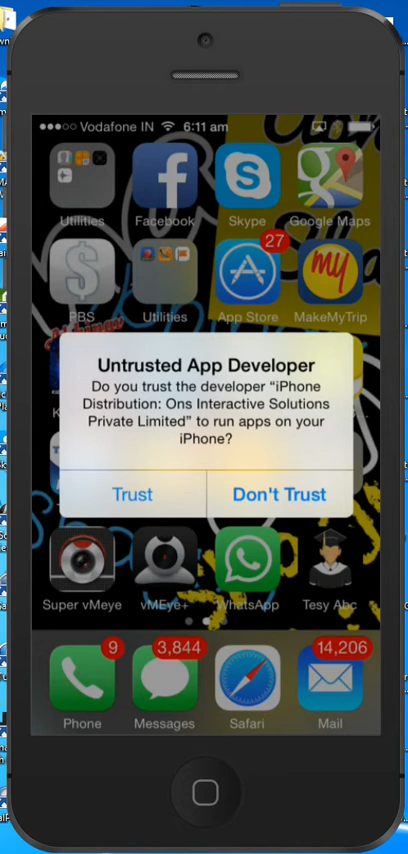 Vodafone IN 6:11 am
Utilities Facebook Skype Google Maps
27
PBS Utilities App Store MakeMyTrip
my
Untrusted App Developer
Do you trust the developer “iPhone
Distribution: Ons Interactive Solutions
Private Limited” to run apps on your
iPhone?
Trust Don't Trust
Super vMeye vMEye+ WhatsApp Tesy Abc
9 3,844 14,206
Phone Messages Safari Mail